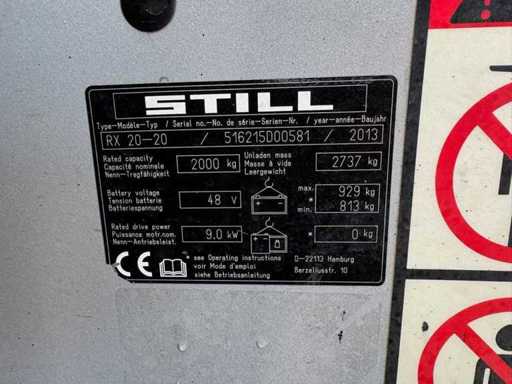 STILL
Type-Modèle-Typ / Serial no.-No. de série-Serien-Nr. / year-année-Baujahr
RX 20-20 / 516215D00581 / 2013
Rated capacity
Capacité nominale
Nenn-Tragfähigkeit
2000 kg
Unladen mass
Masse à vide
Leergewicht
2737 kg
Battery voltage
Tension batterie
Batteriespannung
48 V
max. 929 kg
* min. 813 kg
Rated drive power
Puissance motr.nom.
Nenn-Antriebsleist.
9.0 kW
* 0 kg
CE
* see Operating instructions
voir Mode d'emploi
siehe Betriebsanleitung
D-22113 Hamburg
Berzeliusstr. 10